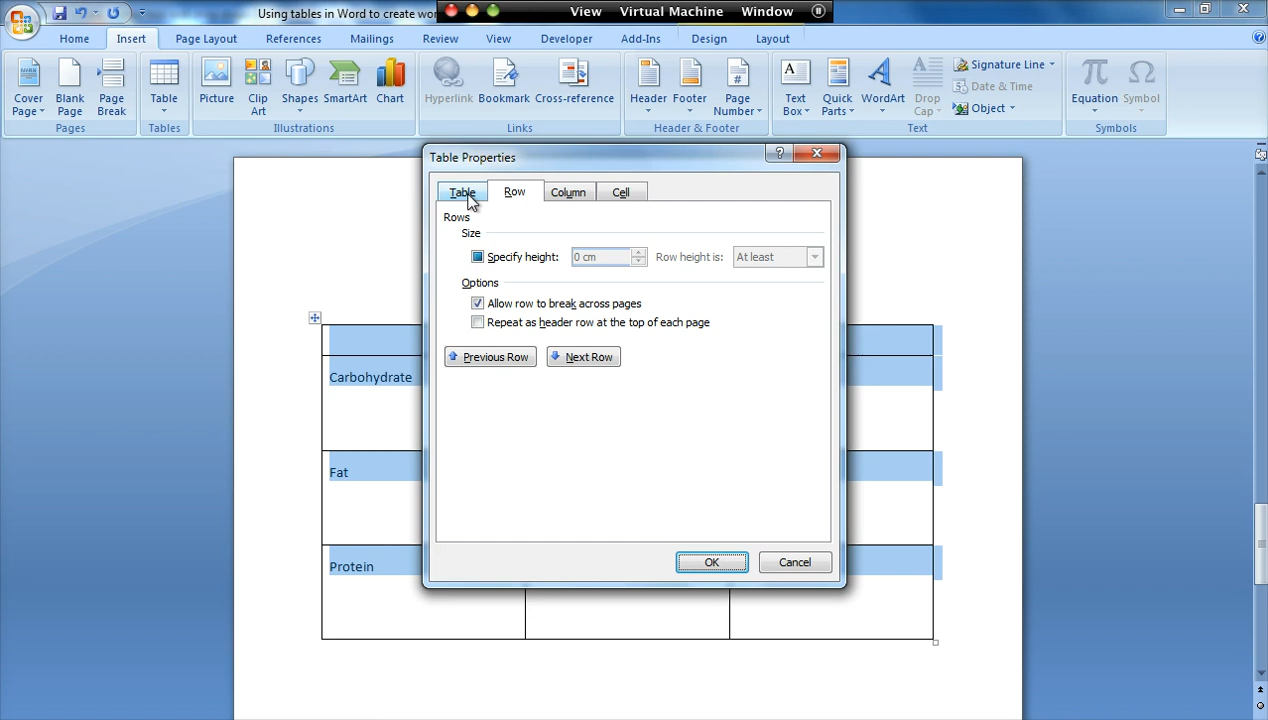 Using tables in Word to create wor
View Virtual Machine Window
Home Insert Page Layout References Mailings Review View Developer Add-Ins Design Layout
Cover Page
Blank Page
Page Break
Table
Picture
Clip Art
Shapes
SmartArt
Chart
Hyperlink
Bookmark
Cross-reference
Header
Footer
Page Number
Text Box
Quick Parts
WordArt
Drop Cap
Signature Line
Date & Time
Object
Equation
Symbol
Pages Tables Illustrations Links Header & Footer Text Symbols
Table Properties
Table Row Column Cell
Rows
Size
Specify height: 0 cm Row height is: At least
Options
Allow row to break across pages
Repeat as header row at the top of each page
Previous Row Next Row
OK Cancel
Carbohydrate
Fat
Protein